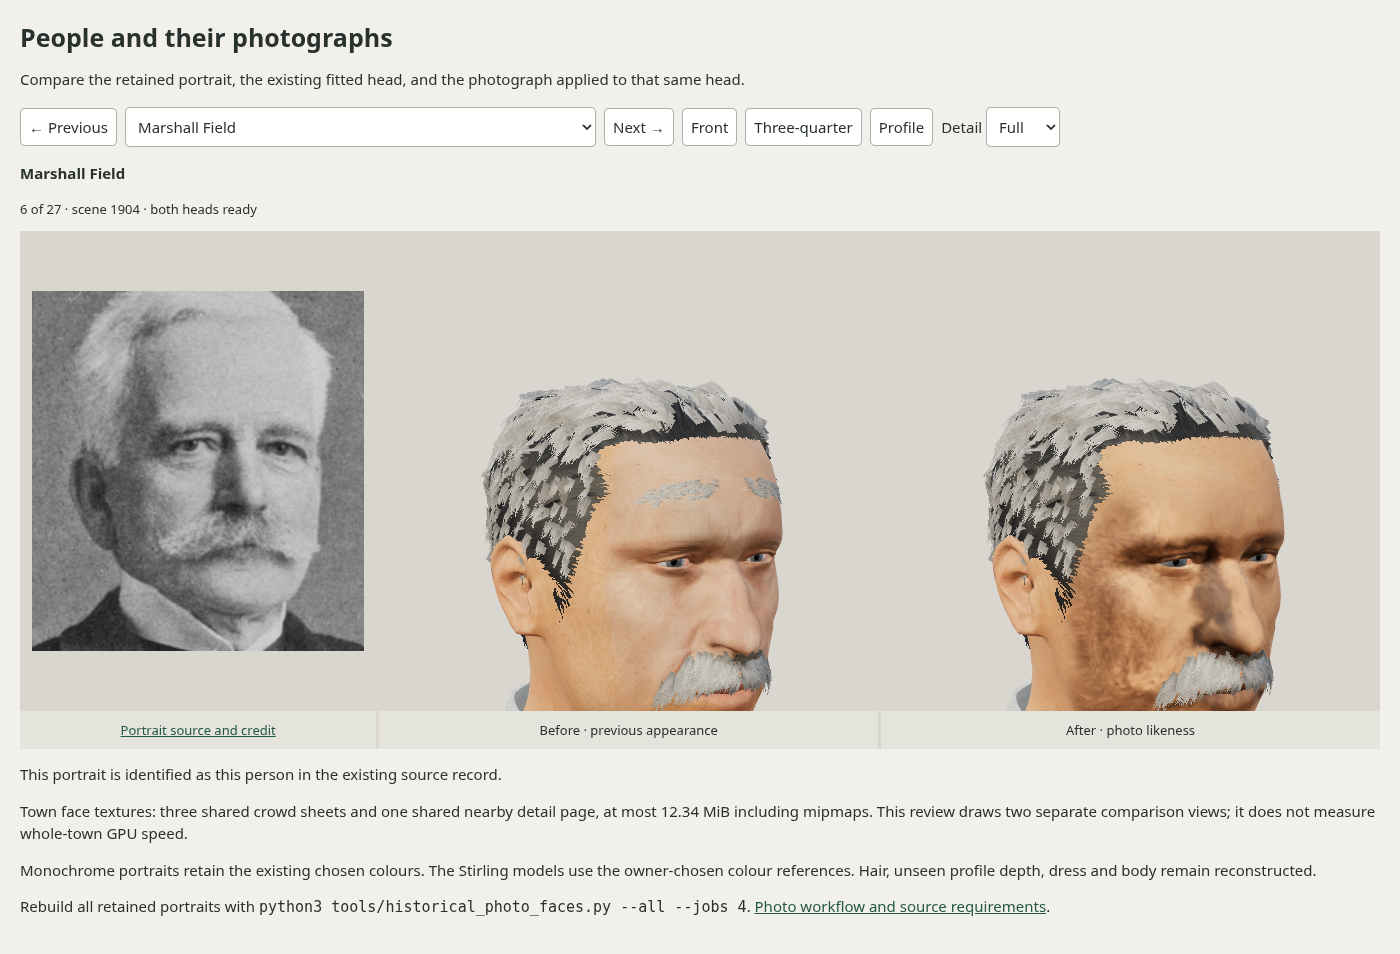 People and their photographs
Compare the retained portrait, the existing fitted head, and the photograph applied to that same head.
← Previous Marshall Field Next → Front Three-quarter Profile Detail Full
Marshall Field
6 of 27 · scene 1904 · both heads ready
Portrait source and credit Before · previous appearance After · photo likeness
This portrait is identified as this person in the existing source record.
Town face textures: three shared crowd sheets and one shared nearby detail page, at most 12.34 MiB including mipmaps. This review draws two separate comparison views; it does not measure
whole-town GPU speed.
Monochrome portraits retain the existing chosen colours. The Stirling models use the owner-chosen colour references. Hair, unseen profile depth, dress and body remain reconstructed.
Rebuild all retained portraits with python3 tools/historical_photo_faces.py --all --jobs 4. Photo workflow and source requirements.